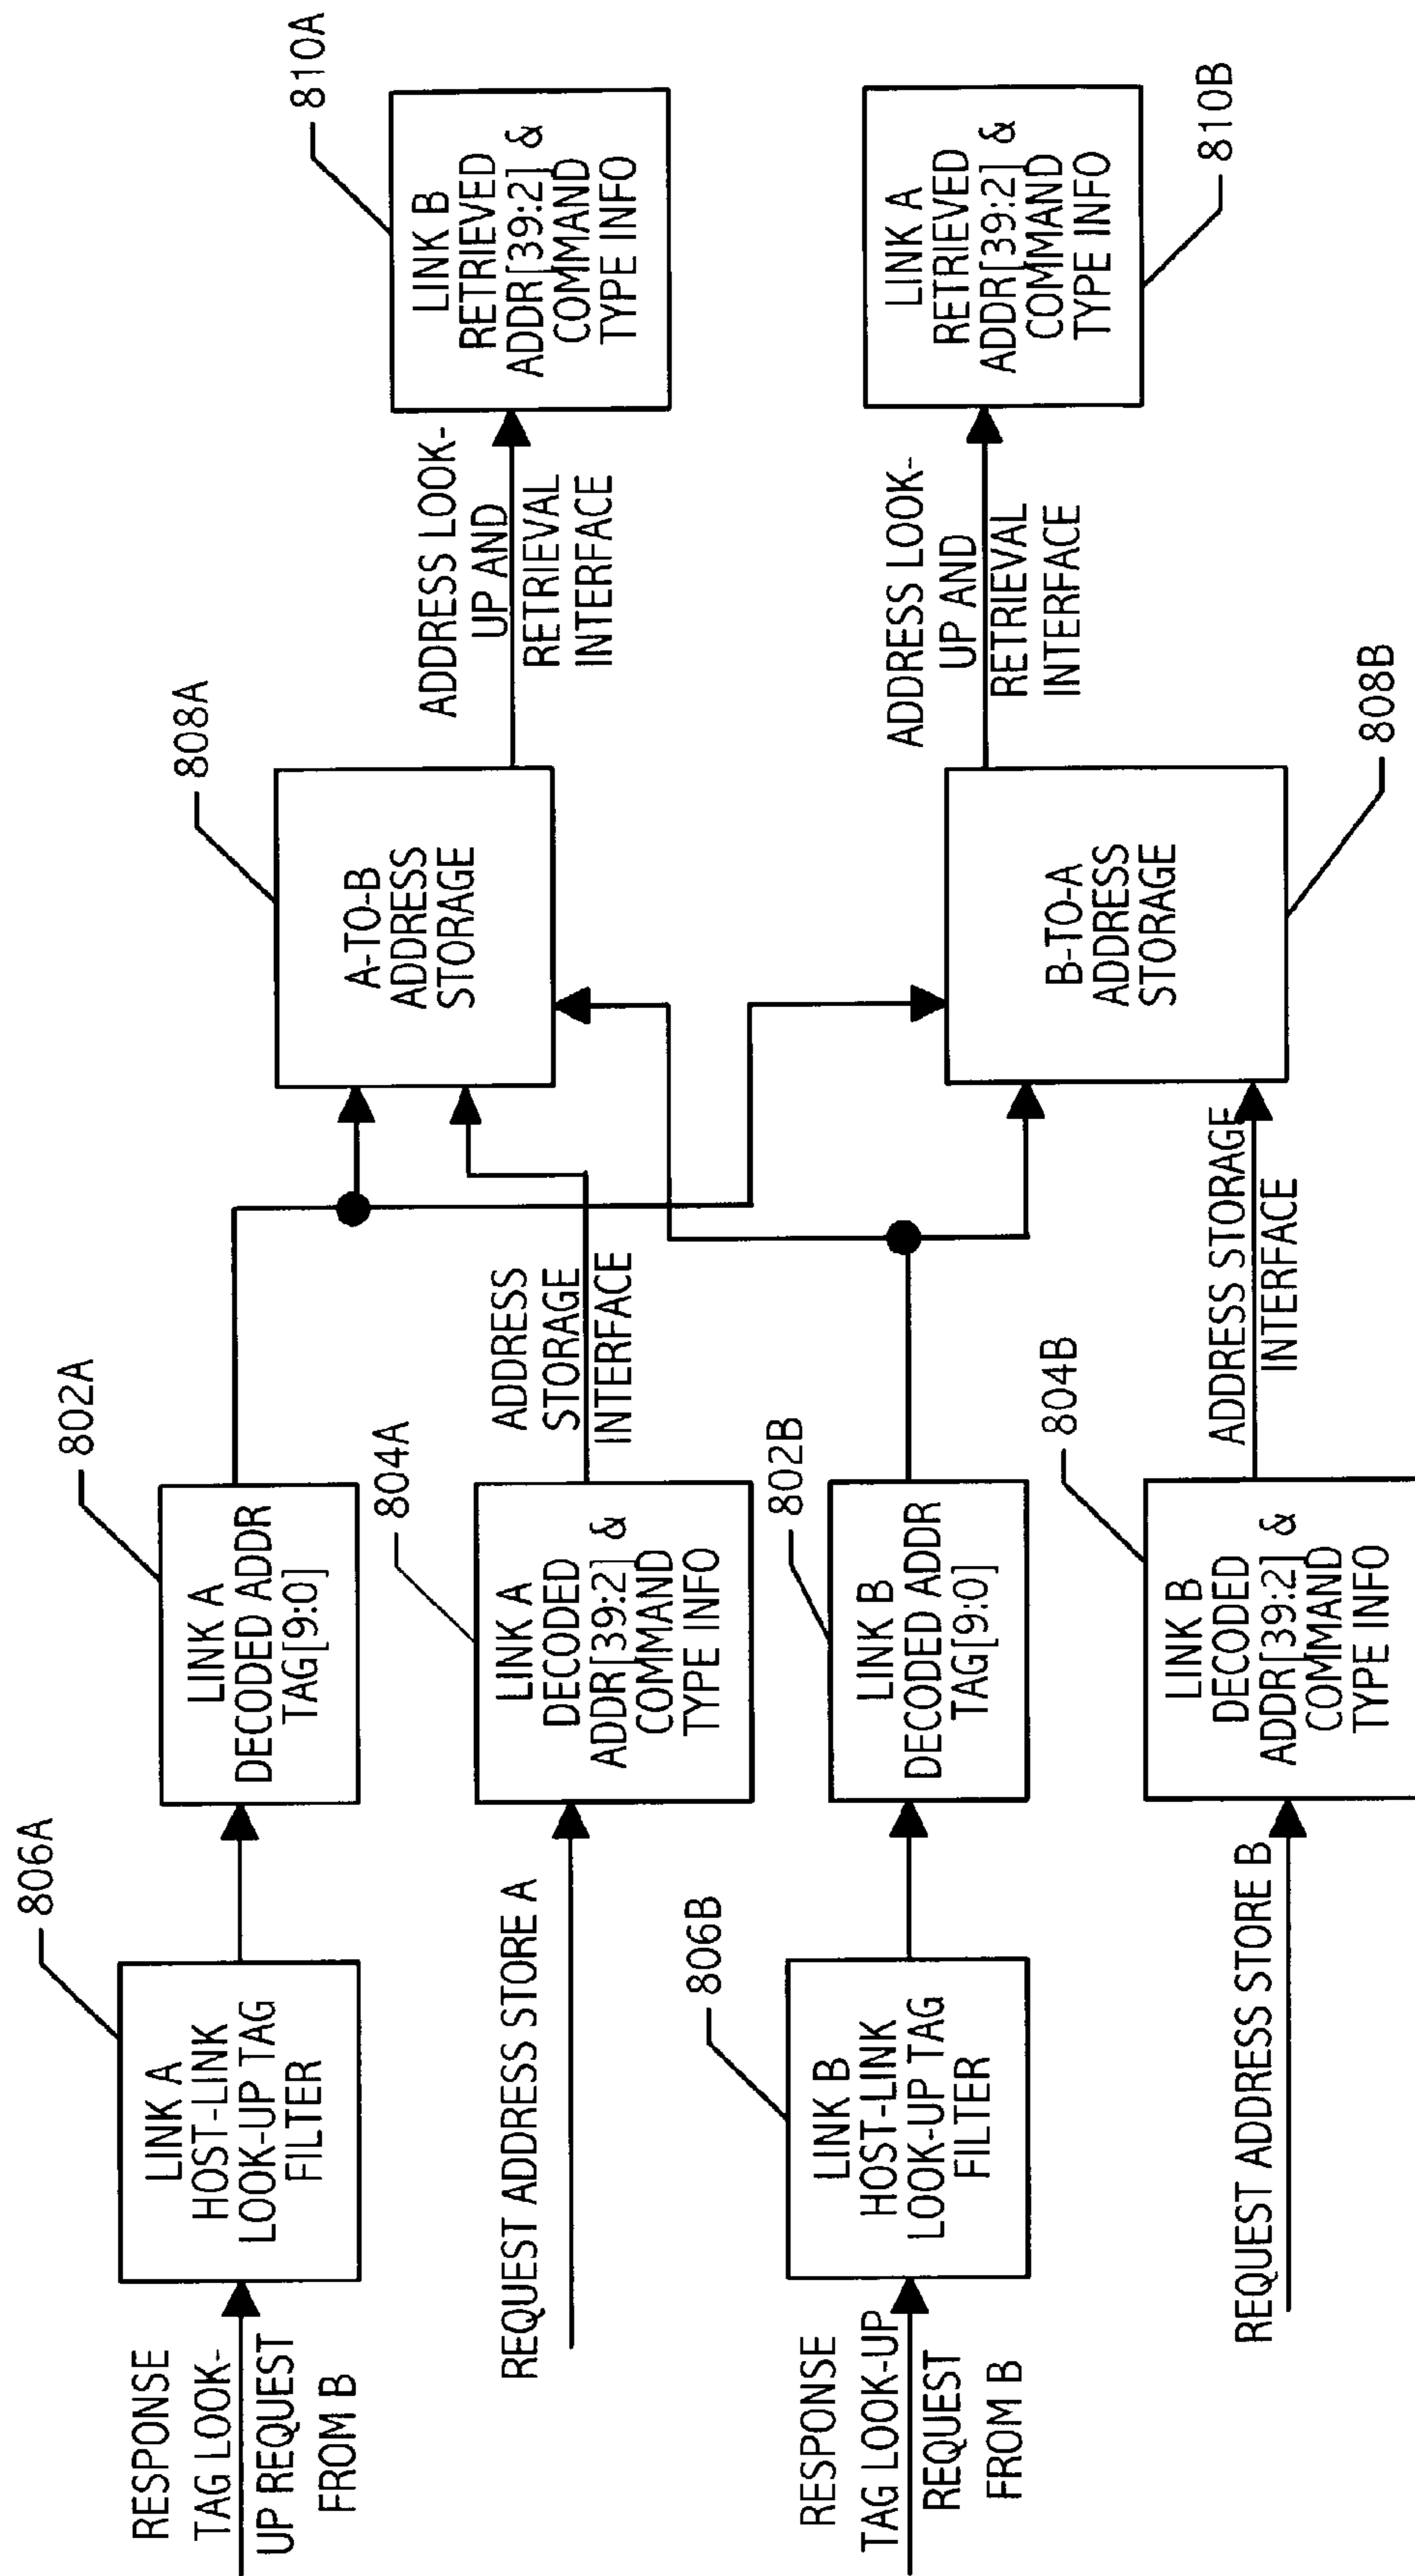 RESPONSE
TAG LOOK-
UP REQUEST
FROM B
LINK A
HOST-LINK
LOOK-UP TAG
FILTER
806A
LINK A
DECODED ADDR
TAG[9:0]
802A
REQUEST ADDRESS STORE A
LINK A
DECODED
ADDR[39:2] &
COMMAND
TYPE INFO
804A
ADDRESS
STORAGE
INTERFACE
A-TO-B
ADDRESS
STORAGE
808A
ADDRESS LOOK-
UP AND
RETRIEVAL
INTERFACE
LINK B
RETRIEVED
ADDR[39:2] &
COMMAND
TYPE INFO
810A
RESPONSE
TAG LOOK-UP
REQUEST
FROM B
LINK B
HOST-LINK
LOOK-UP TAG
FILTER
806B
LINK B
DECODED ADDR
TAG[9:0]
802B
REQUEST ADDRESS STORE B
LINK B
DECODED
ADDR[39:2] &
COMMAND
TYPE INFO
804B
ADDRESS STORAGE
INTERFACE
B-TO-A
ADDRESS
STORAGE
808B
ADDRESS LOOK-
UP AND
RETRIEVAL
INTERFACE
LINK A
RETRIEVED
ADDR[39:2] &
COMMAND
TYPE INFO
810B